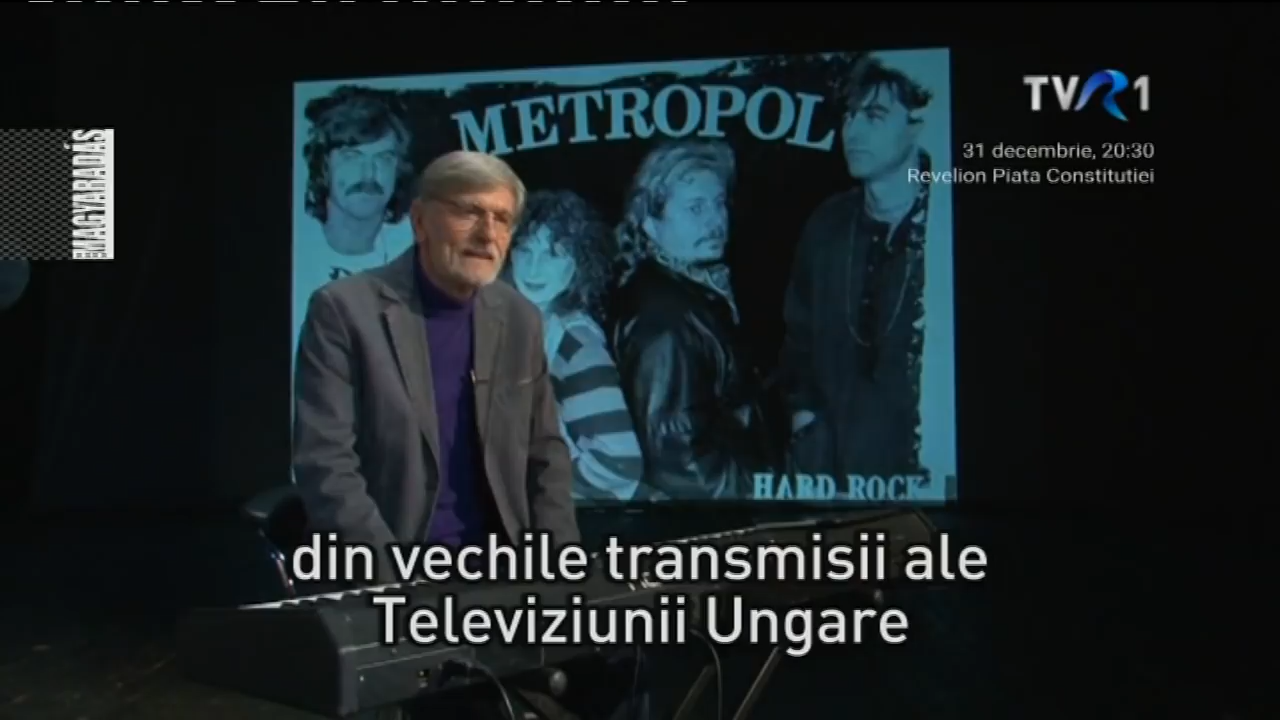 METROPOL
TVR1
31 decembrie, 20:30
Revelion Piata Constitutiei
MAGYARADÁS
HARD ROCK
din vechile transmisii ale
Televiziunii Ungare